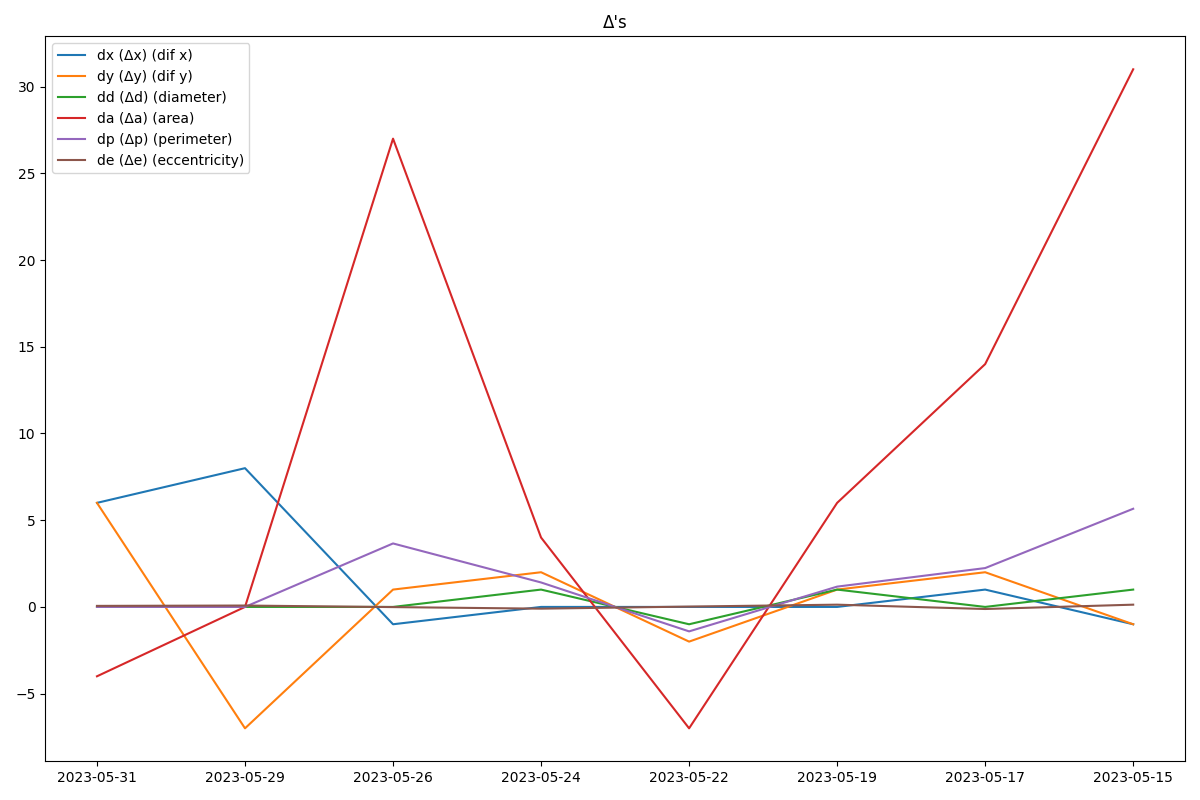 Δ's
dx (Δx) (dif x)
dy (Δy) (dif y)
dd (Δd) (diameter)
da (Δa) (area)
dp (Δp) (perimeter)
de (Δe) (eccentricity)
30
25
20
15
10
5
0
−5
2023-05-31 2023-05-29 2023-05-26 2023-05-24 2023-05-22 2023-05-19 2023-05-17 2023-05-15